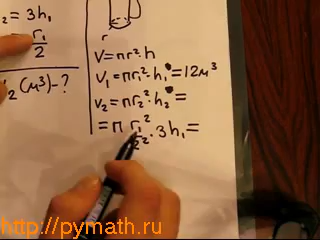 ₂ = 3h₁
r₁/2
₂(м³)-?
r
V=πr²·h
V₁=πr₁²·h₁=12м³
V₂=πr₂²·h₂=
=π r₁²/2²·3h₁=
http://pymath.ru